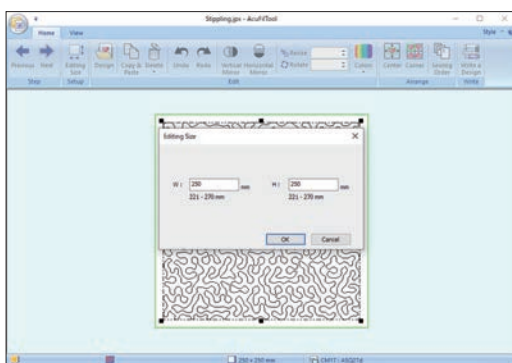 Stippling.jpx - AcuFilTool
Home View Style
Previous Next Editing Size Design Copy & Paste Delete Undo Redo Vertical Mirror Horizontal Mirror Resize Rotate Colors Center Corner Sewing Order Write a Design
Step Setup Edit Arrange Write
Editing Size
W : 250 mm H : 250 mm
221 - 270 mm 221 - 270 mm
OK Cancel
250 x 250 mm CM17 : ASQ27d